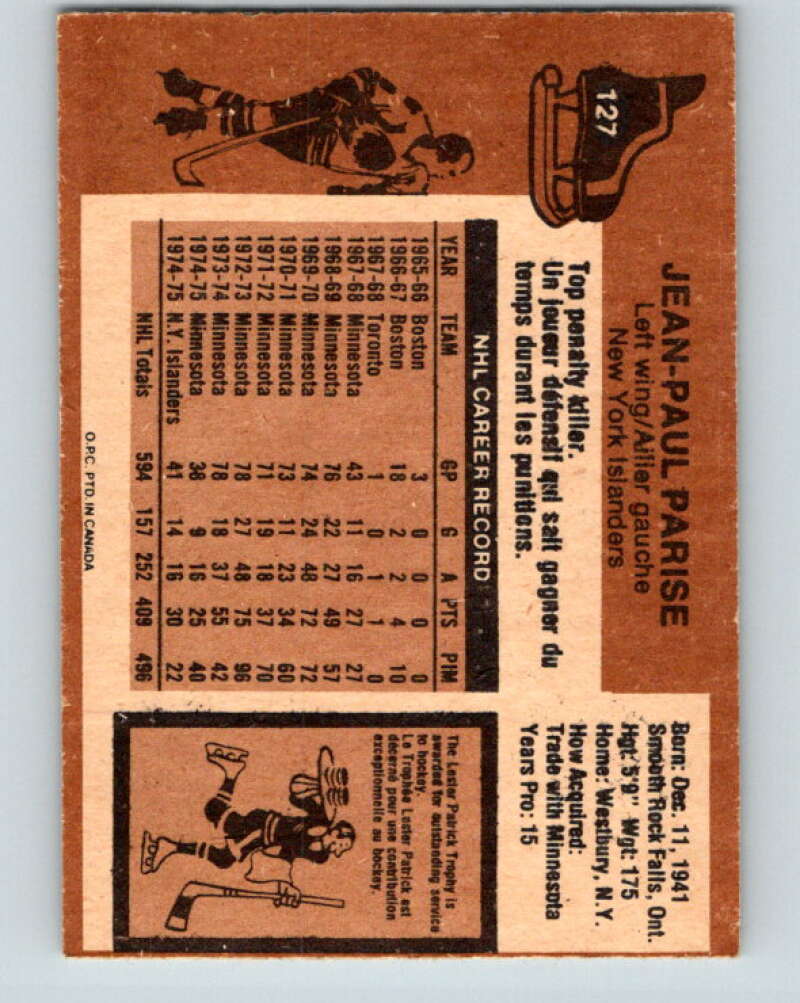 127
JEAN-PAUL PARISE
Left wing/Ailier gauche
New York Islanders
Top penalty killer.
Un joueur défensif qui sait gagner du
temps durant les punitions.
Born: Dec. 11, 1941
Smooth Rock Falls, Ont.
Hgt: 5'9" Wgt: 175
Home: Westbury, N.Y.
How Acquired:
Trade with Minnesota
Years Pro: 15
NHL CAREER RECORD
YEAR TEAM GP G A PTS PIM
1965-66 Boston 3 0 0 0 0
1966-67 Boston 18 2 2 4 10
1967-68 Toronto 1 0 1 1 0
1967-68 Minnesota 43 11 16 27 27
1968-69 Minnesota 76 22 27 49 57
1969-70 Minnesota 74 24 48 72 72
1970-71 Minnesota 73 11 23 34 60
1971-72 Minnesota 71 19 18 37 70
1972-73 Minnesota 78 27 48 75 96
1973-74 Minnesota 78 18 37 55 42
1974-75 Minnesota 38 9 16 25 40
1974-75 N.Y. Islanders 41 14 16 30 22
NHL Totals 594 157 252 409 496
The Lester Patrick Trophy is
awarded for outstanding service
to hockey.
Le Trophée Lester Patrick est
décerné pour une contribution
exceptionnelle au hockey.
O.P.C. PTD. IN CANADA